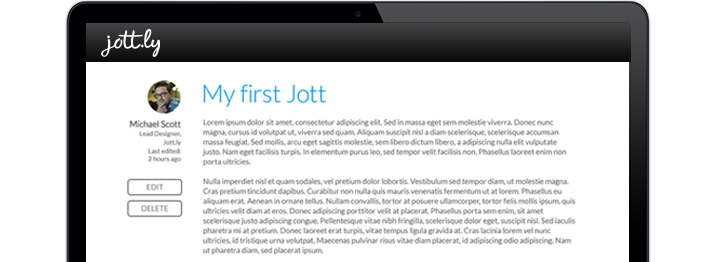 jott.ly
My first Jott
Michael Scott
Lead Designer,
Jott.ly
Last edited:
2 hours ago
EDIT
DELETE
Lorem ipsum dolor sit amet, consectetur adipiscing elit. Sed in massa eget sem molestie viverra. Donec nunc
magna, cursus id volutpat ut, viverra sed quam. Aliquam suscipit nisl a diam scelerisque, scelerisque accumsan
massa feugiat. Sed mollis, arcu eget sagittis molestie, sem libero dictum libero, a adipiscing nulla elit vulputate
justo. Nam eget facilisis turpis. In elementum purus leo, sed tempor velit facilisis non. Phasellus laoreet enim non
porta ultricies.
Nulla imperdiet nisl et quam sodales, vel pretium dolor lobortis. Vestibulum sed tempor diam, ut molestie magna.
Cras pretium tincidunt dapibus. Curabitur non nulla quis mauris venenatis fermentum ut at lorem. Phasellus eu
aliquam erat. Aenean in ornare tellus. Nullam convallis, tortor at posuere ullamcorper, tortor felis mollis ipsum, quis
ultricies velit diam at eros. Donec adipiscing porttitor velit at placerat. Phasellus porta sem enim, sit amet
scelerisque justo adipiscing congue. Pellentesque vitae nibh fringilla, scelerisque dolor eget, suscipit nisl. Sed iaculis
pharetra mi at pretium. Donec laoreet erat turpis, vitae tempus ligula gravida at. Cras lacinia lorem vel nunc
ultricies, id tristique urna volutpat. Maecenas pulvinar risus vitae diam placerat, id adipiscing odio adipiscing. Nam
ut pharetra diam, sed placerat ipsum.